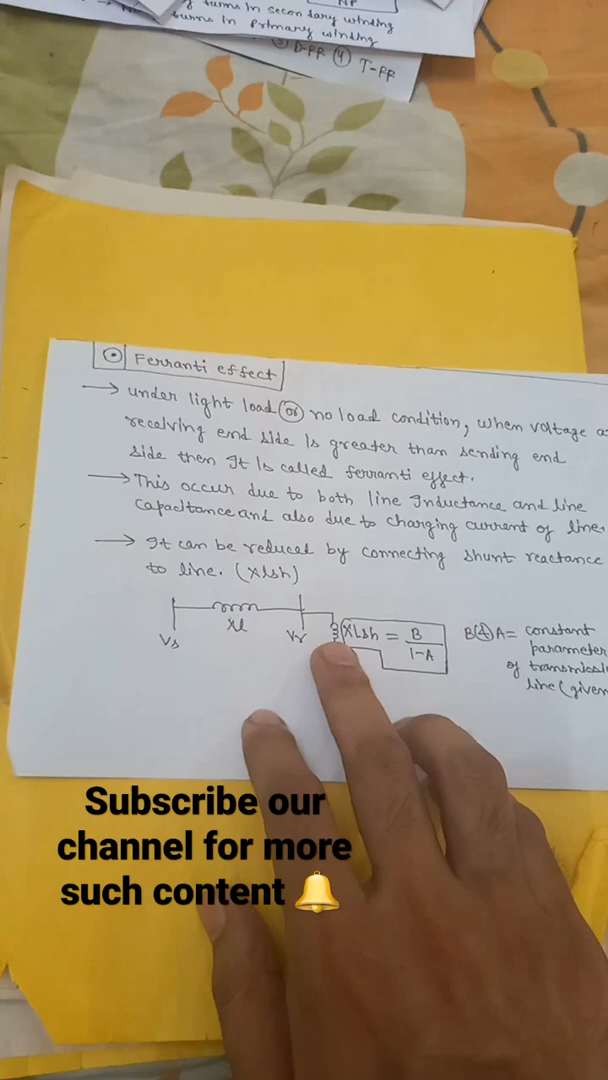 NP
turns in secondary winding
turns in primary winding
③ D-ff ④ T-ff
⊙ Ferranti effect
→ under light load or no load condition, when voltage a
receiving end side is greater than sending end
side then It is called ferranti effect.
→ This occur due to both line Inductance and line
capacitance and also due to charging current of line.
→ It can be reduced by connecting shunt reactance
to line. (Xlsh)
Xl
Vs Vr
XLsh = B / 1-A
B & A = constant
parameter
of transmissi
line (given
Subscribe our
channel for more
such content 🔔